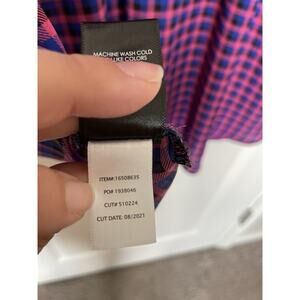 MACHINE WASH COLD
LIKE COLORS
ITEM#:16508635
PO# 1938046
CUT# 510224
CUT DATE: 08/2021